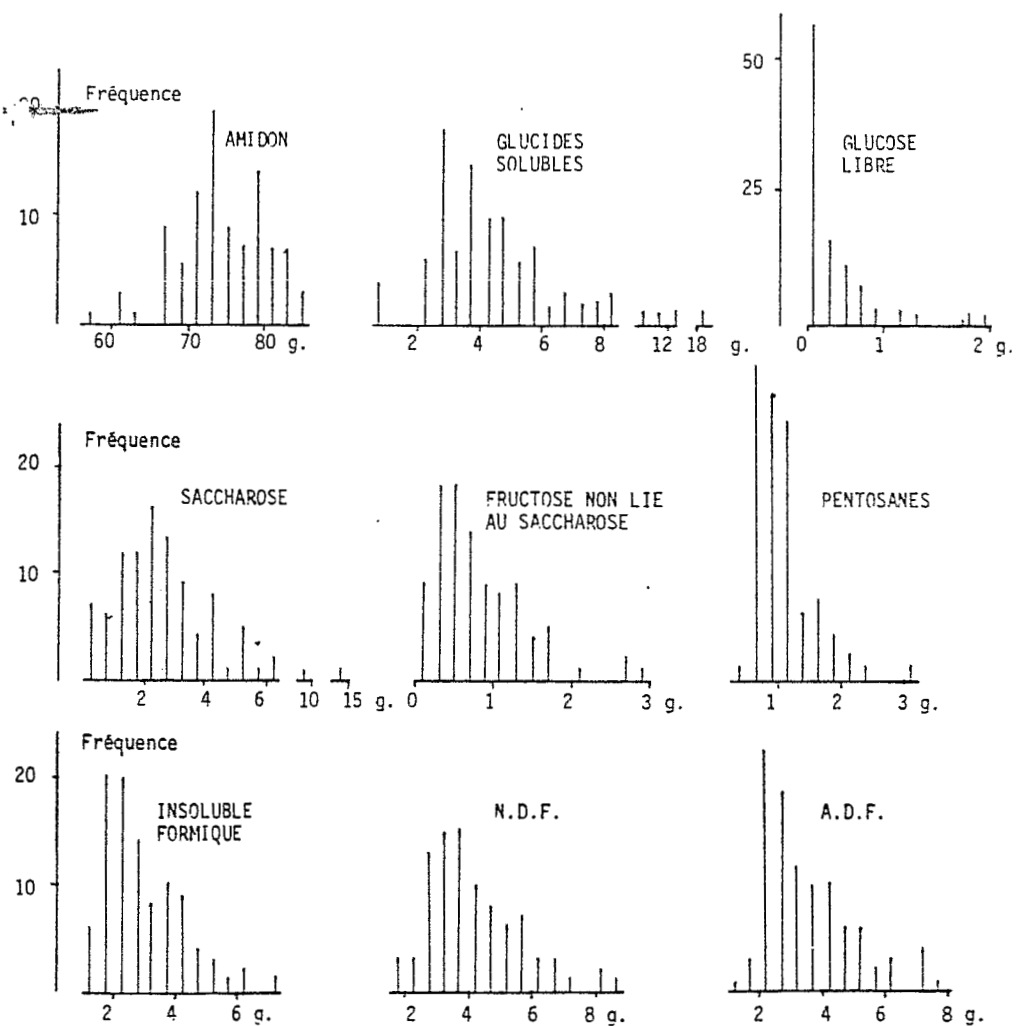 Fréquence
AMIDON
10
60 70 80 g.
GLUCIDES
SOLUBLES
2 4 6 8 12 18 g.
50
25
GLUCOSE
LIBRE
0 1 2 g.
Fréquence
20
10
SACCHAROSE
2 4 6 10 15 g.
FRUCTOSE NON LIE
AU SACCHAROSE
0 1 2 3 g.
PENTOSANES
1 2 3 g.
Fréquence
20
10
INSOLUBLE
FORMIQUE
2 4 6 g.
N.D.F.
2 4 6 8 g.
A.D.F.
2 4 6 8 g.